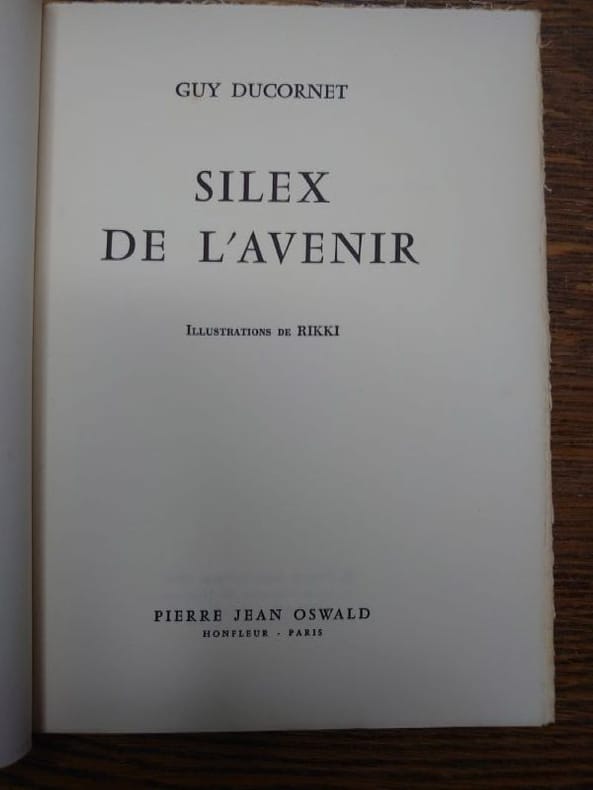 GUY DUCORNET
SILEX
DE L'AVENIR
ILLUSTRATIONS DE RIKKI
PIERRE JEAN OSWALD
HONFLEUR - PARIS